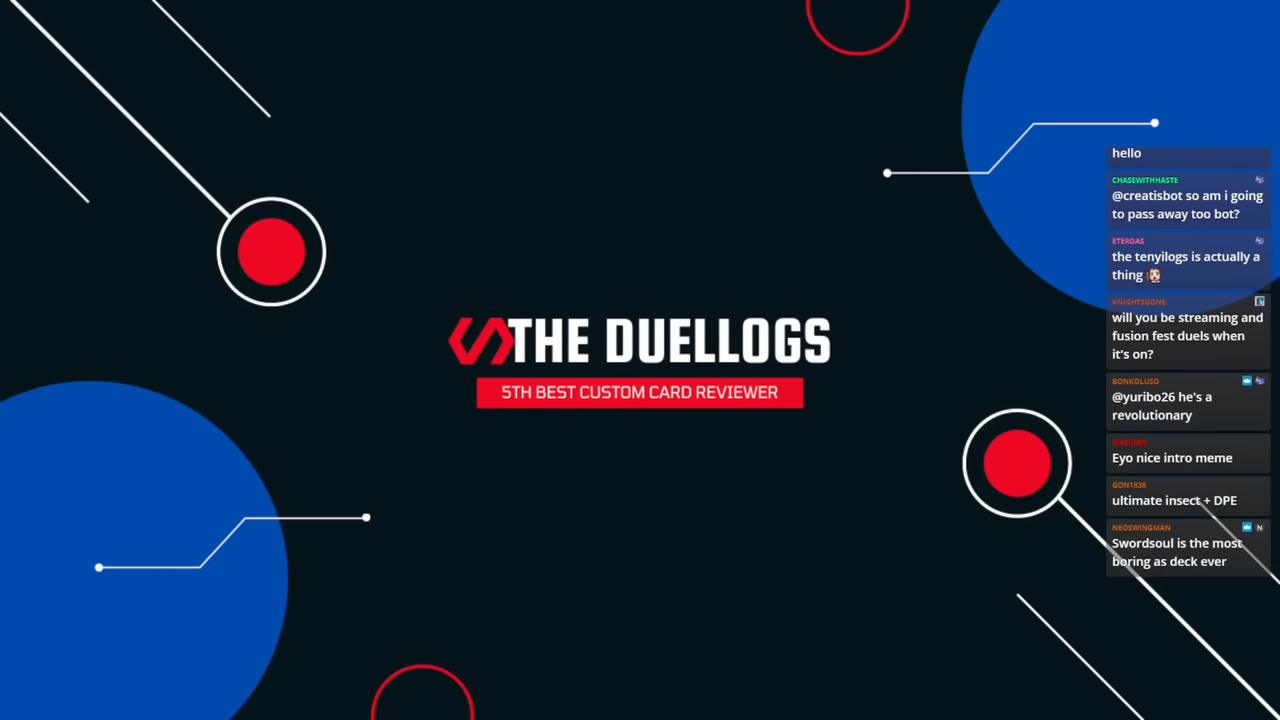 THE DUELLOGS
5TH BEST CUSTOM CARD REVIEWER
hello
CHASEWITHHASTE
@creatisbot so am i going
to pass away too bot?
ETERDAS
the tenyilogs is actually a
thing
KNIGHTSGONE
will you be streaming and
fusion fest duels when
it's on?
BONKOLUSO
@yuribo26 he's a
revolutionary
Eyo nice intro meme
GON1838
ultimate insect + DPE
NEOSWINGMAN
Swordsoul is the most
boring as deck ever